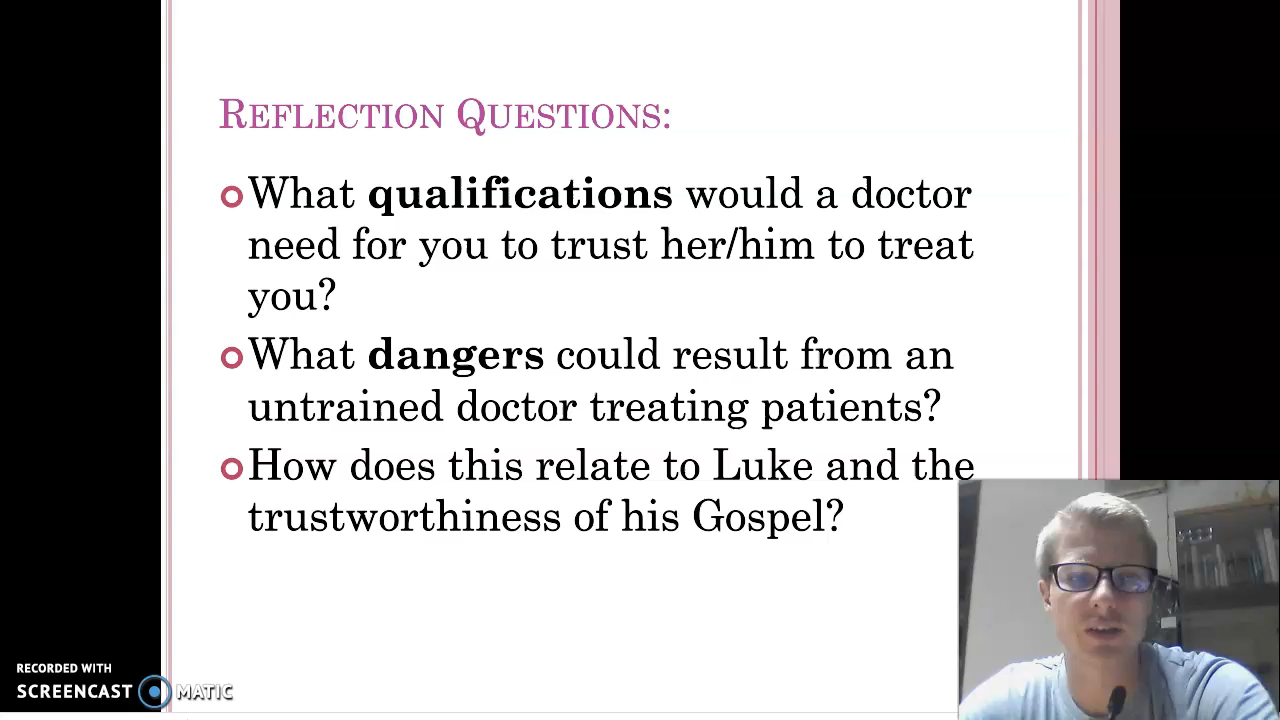 REFLECTION QUESTIONS:
What qualifications would a doctor
need for you to trust her/him to treat
you?
What dangers could result from an
untrained doctor treating patients?
How does this relate to Luke and the
trustworthiness of his Gospel?
RECORDED WITH
SCREENCAST MATIC